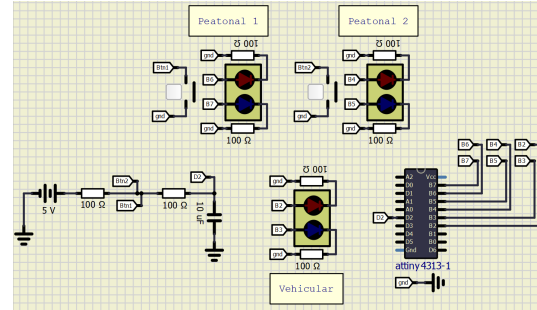 Peatonal 1
Peatonal 2
gnd
100 Ω
gnd
100 Ω
Btn1
B6
B7
gnd
gnd
100 Ω
Btn2
B4
B5
gnd
gnd
100 Ω
Btn2
D2
5 V
100 Ω
Btn1
100 Ω
10 uF
gnd
100 Ω
B2
B3
gnd
100 Ω
Vehicular
B6
B4
B2
B7
B5
B3
A2
Vcc
D0
B7
D1
B6
A1
B5
A0
B4
D2
D2
B3
D3
B2
D4
B1
D5
B0
Gnd
D6
attiny4313-1
gnd